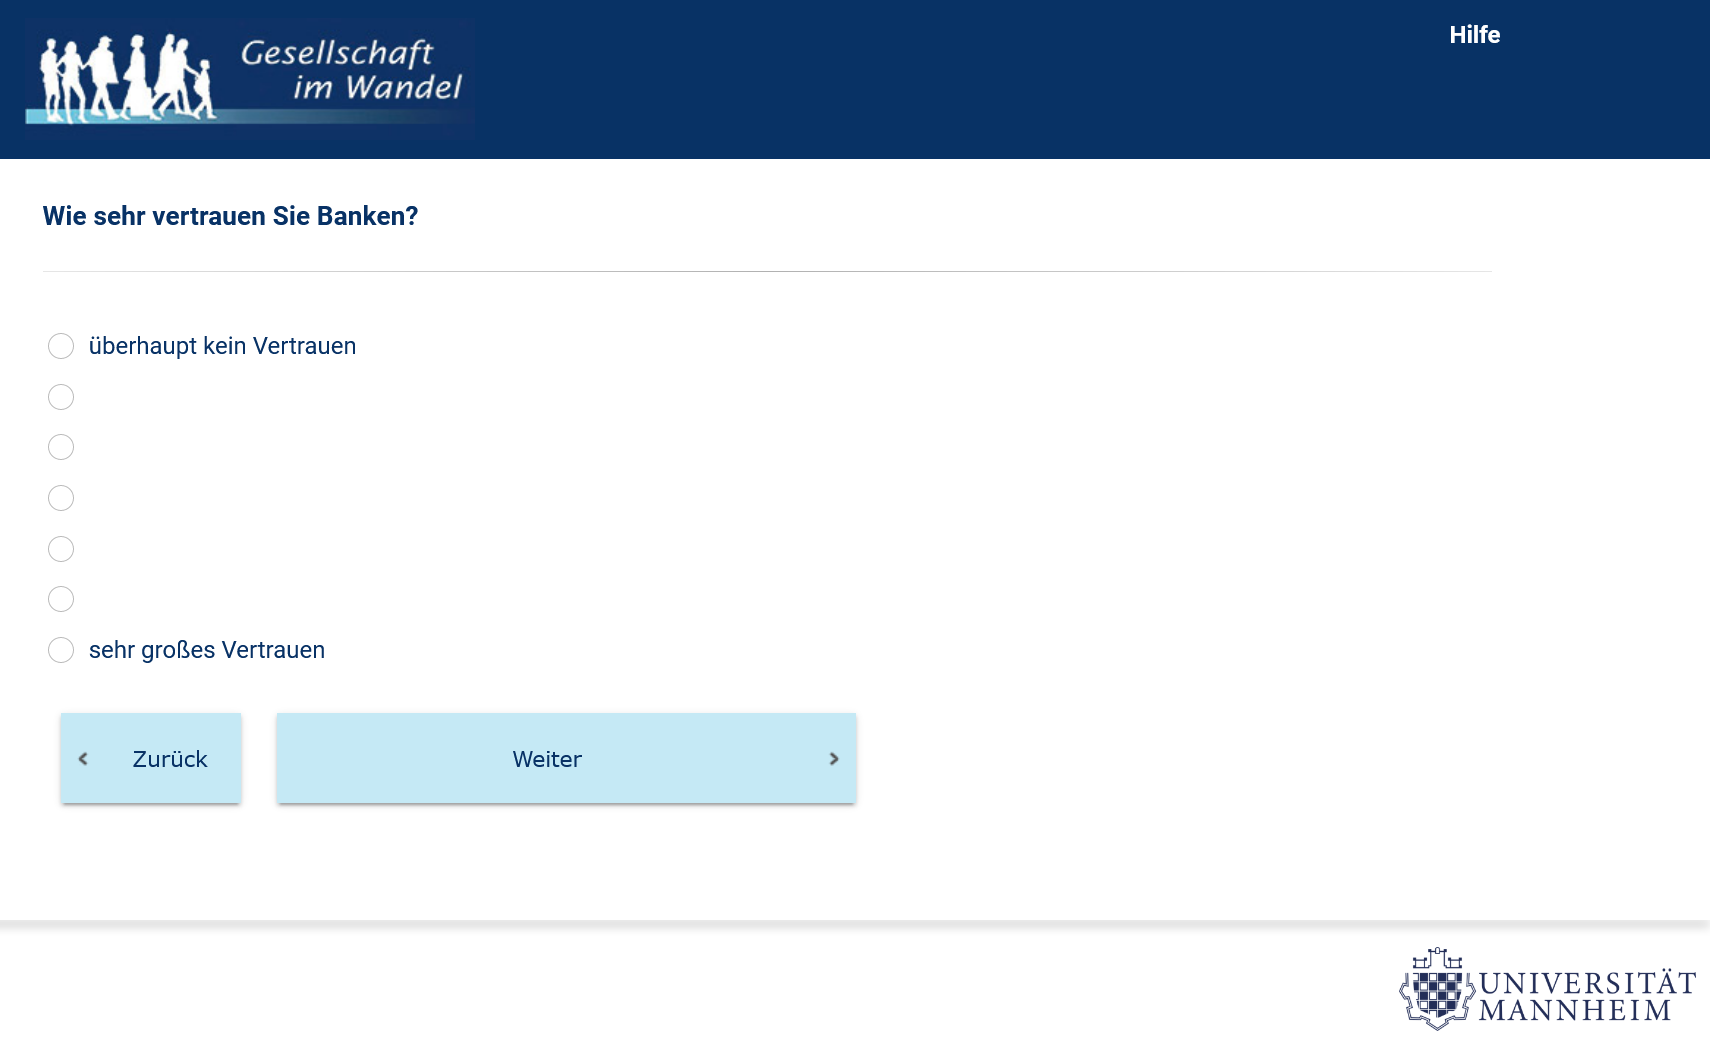 Gesellschaft
im Wandel
Hilfe
Wie sehr vertrauen Sie Banken?
überhaupt kein Vertrauen
sehr großes Vertrauen
Zurück
Weiter
UNIVERSITÄT
MANNHEIM